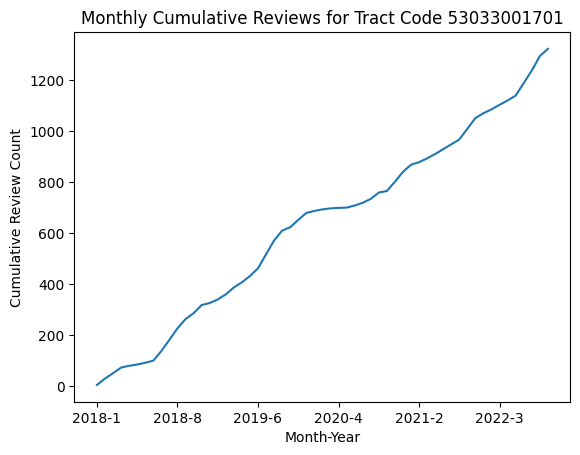 Monthly Cumulative Reviews for Tract Code 53033001701
Cumulative Review Count
1200
1000
800
600
400
200
0
2018-1 2018-8 2019-6 2020-4 2021-2 2022-3
Month-Year